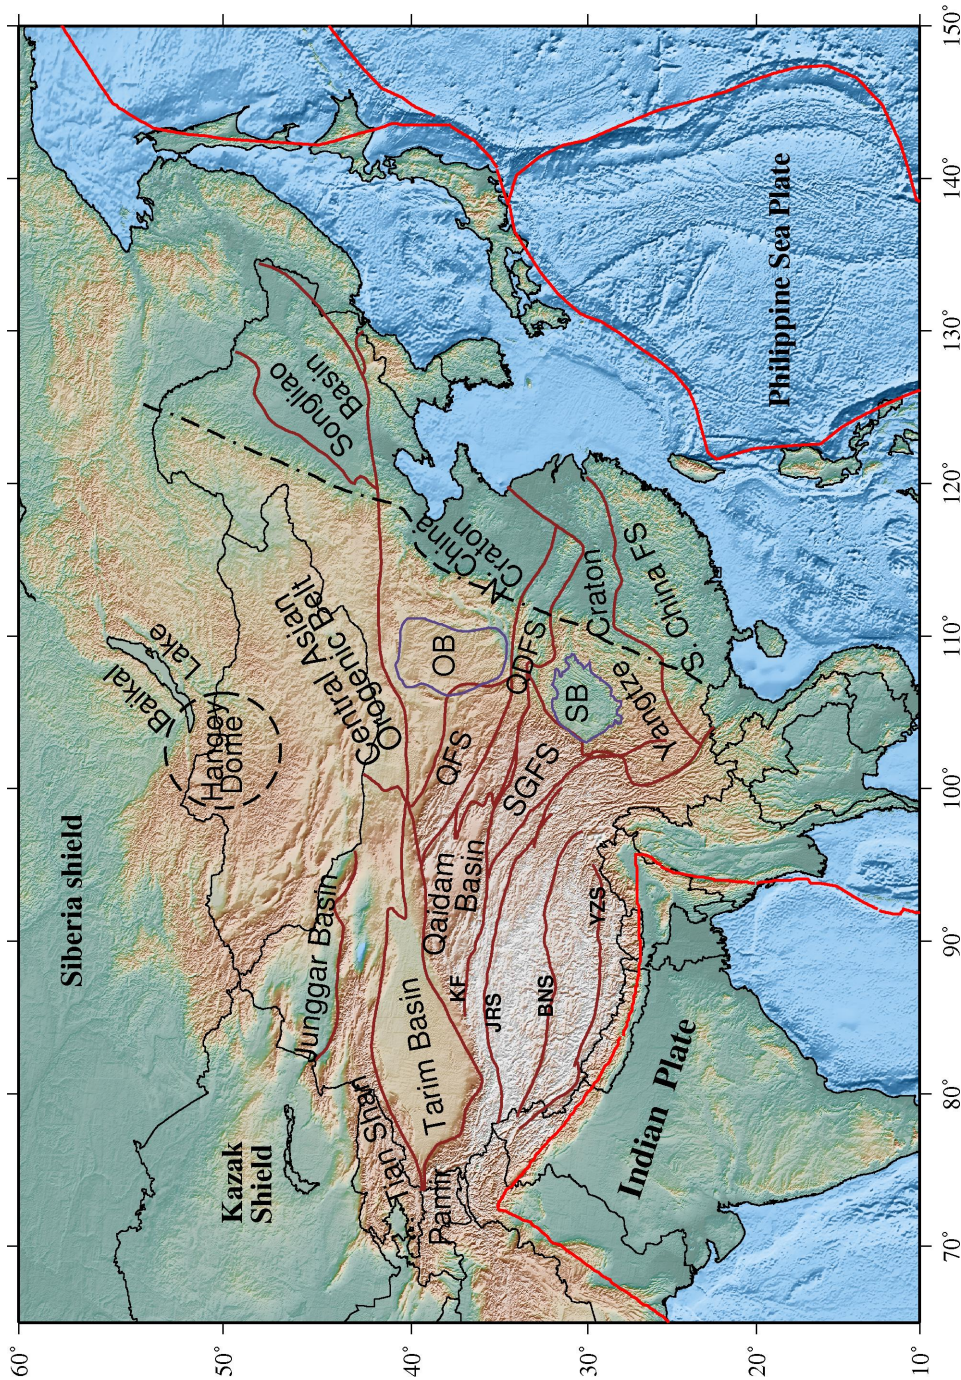 Siberia shield
Kazak
Shield
Baikal
Lake
Hangey
Dome
Central Asian
Orogenic Belt
Songliao
Basin
Junggar Basin
Tian Shan
Tarim Basin
Pamir
Qaidam
Basin
QFS
OB
N. China
Craton
QDFS
SGFS
SB
Yangtze
Craton
S. China FS
KF
JRS
BNS
YZS
Indian Plate
Philippine Sea Plate
60°
50°
40°
30°
20°
10°
70°
80°
90°
100°
110°
120°
130°
140°
150°